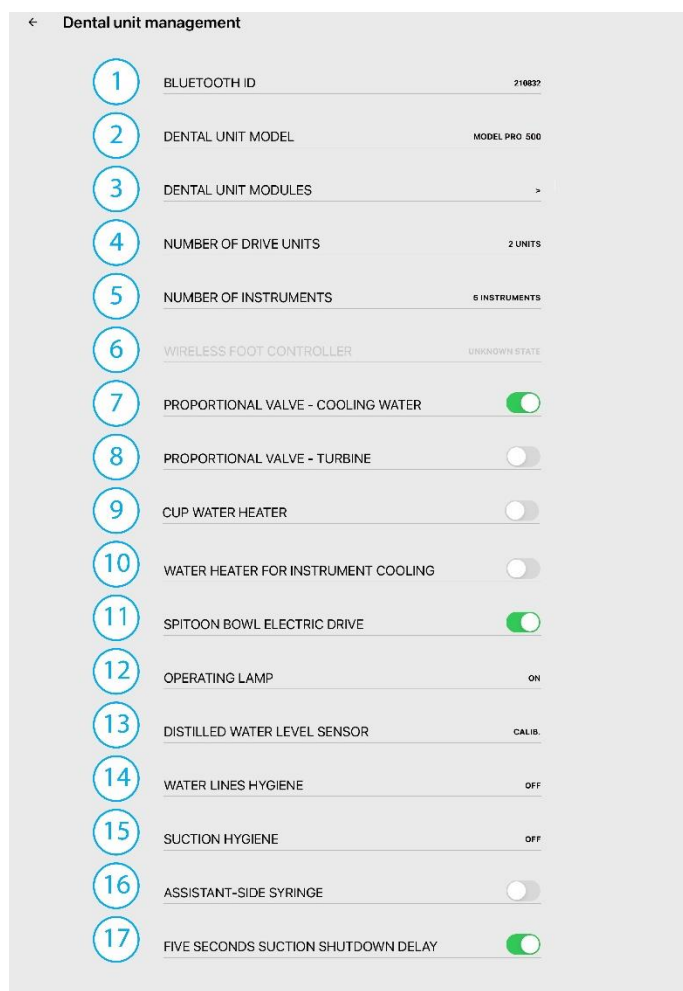 ← Dental unit management
1 BLUETOOTH ID 210832
2 DENTAL UNIT MODEL MODEL PRO 500
3 DENTAL UNIT MODULES >
4 NUMBER OF DRIVE UNITS 2 UNITS
5 NUMBER OF INSTRUMENTS 6 INSTRUMENTS
6 WIRELESS FOOT CONTROLLER UNKNOWN STATE
7 PROPORTIONAL VALVE - COOLING WATER
8 PROPORTIONAL VALVE - TURBINE
9 CUP WATER HEATER
10 WATER HEATER FOR INSTRUMENT COOLING
11 SPITOON BOWL ELECTRIC DRIVE
12 OPERATING LAMP ON
13 DISTILLED WATER LEVEL SENSOR CALIB.
14 WATER LINES HYGIENE OFF
15 SUCTION HYGIENE OFF
16 ASSISTANT-SIDE SYRINGE
17 FIVE SECONDS SUCTION SHUTDOWN DELAY